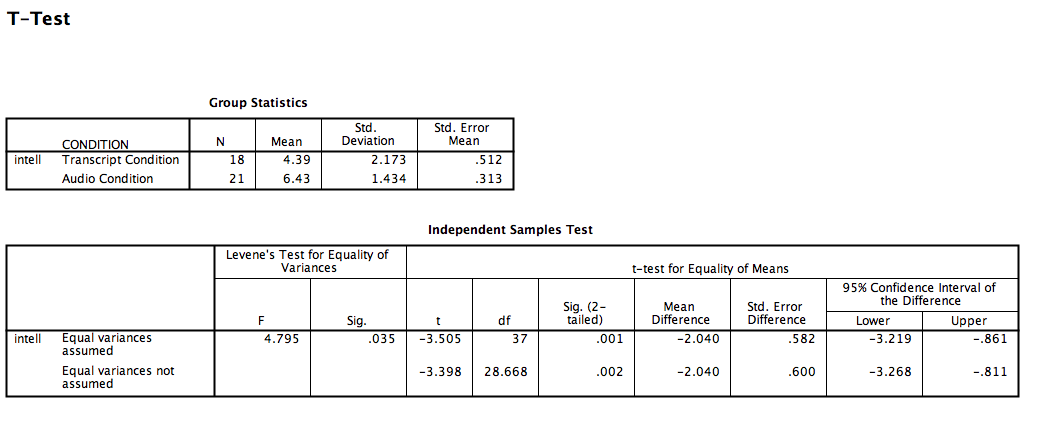 T-Test
Group Statistics
CONDITION N Mean Std. Deviation Std. Error Mean
intell Transcript Condition 18 4.39 2.173 .512
Audio Condition 21 6.43 1.434 .313
Independent Samples Test
Levene's Test for Equality of Variances t-test for Equality of Means
F Sig. t df Sig. (2-tailed) Mean Difference Std. Error Difference 95% Confidence Interval of the Difference
Lower Upper
intell Equal variances assumed 4.795 .035 -3.505 37 .001 -2.040 .582 -3.219 -.861
Equal variances not assumed -3.398 28.668 .002 -2.040 .600 -3.268 -.811